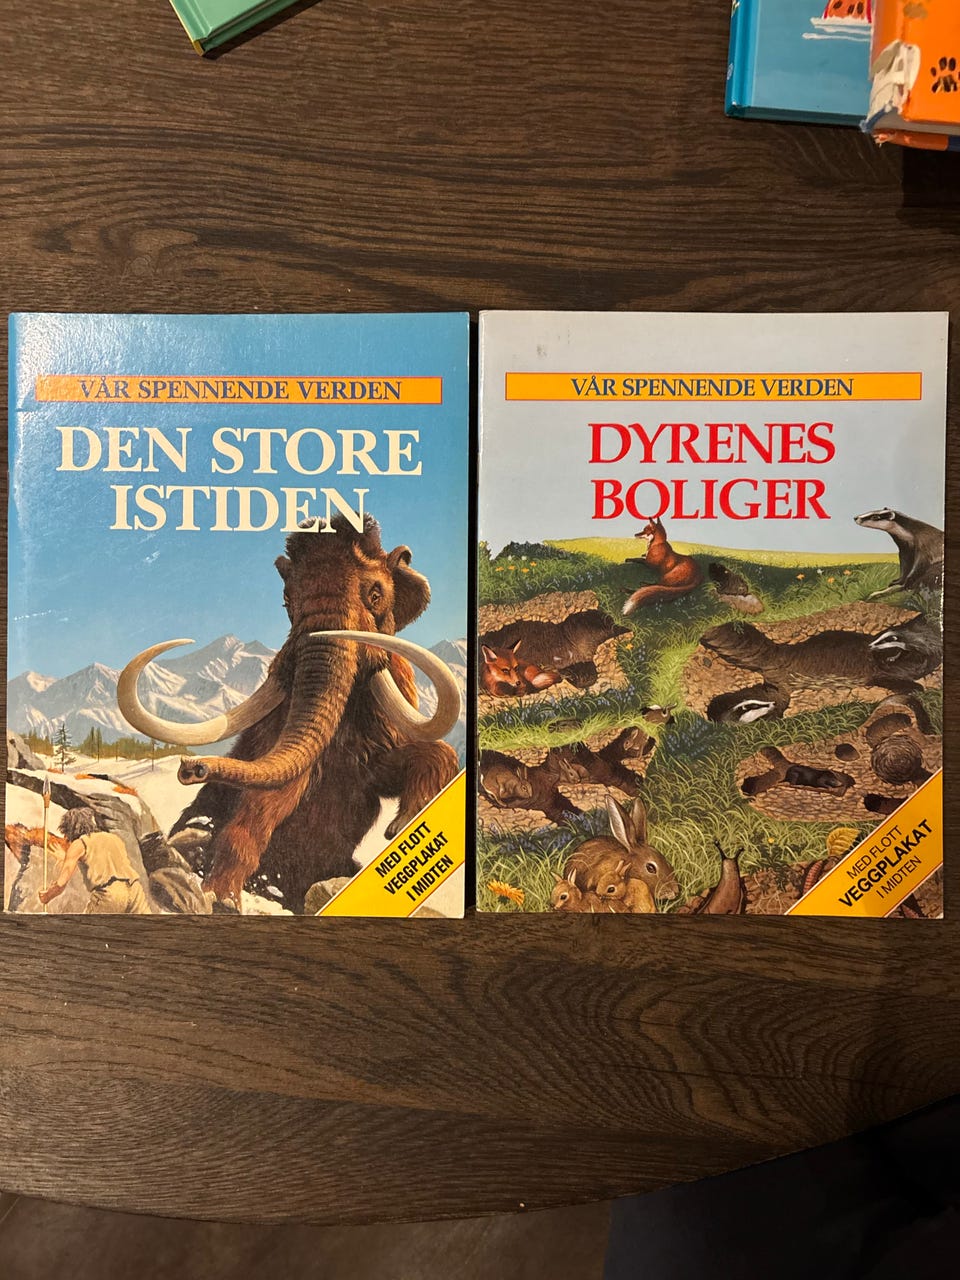 VÅR SPENNENDE VERDEN
DEN STORE
ISTIDEN
MED FLOTT
VEGGPLAKAT
I MIDTEN
VÅR SPENNENDE VERDEN
DYRENES
BOLIGER
MED FLOTT
VEGGPLAKAT
I MIDTEN